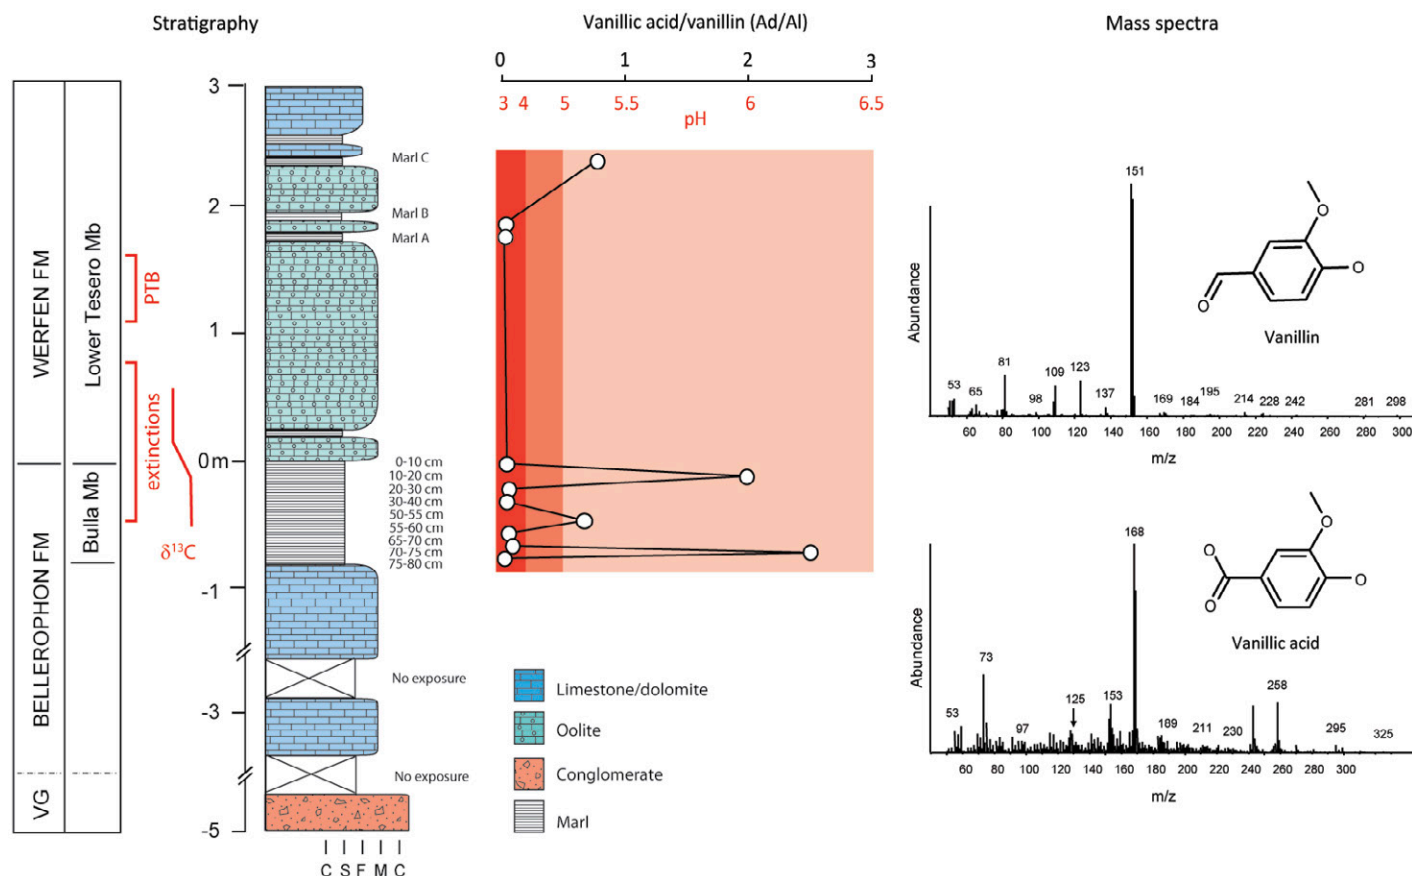 Stratigraphy
Vanillic acid/vanillin (Ad/Al)
Mass spectra
0 1 2 3
3 4 5 5.5 6 6.5
pH
WERFEN FM
BELLEROPHON FM
VG
Lower Tesero Mb
Bulla Mb
PTB
extinctions
δ¹³C
3
2
1
0m
-1
-3
-5
Marl C
Marl B
Marl A
0-10 cm
10-20 cm
20-30 cm
30-40 cm
50-55 cm
55-60 cm
65-70 cm
70-75 cm
75-80 cm
No exposure
No exposure
C S F M C
Limestone/dolomite
Oolite
Conglomerate
Marl
Abundance
53 65 81 98 109 123 137 151 169 184 195 214 228 242 281 298
O
O
O
Vanillin
60 80 100 120 140 160 180 200 220 240 260 280 300
m/z
Abundance
53 73 97 125 153 168 189 211 230 258 295 325
O
O
O
O
Vanillic acid
60 80 100 120 140 160 180 200 220 240 260 280 300
m/z